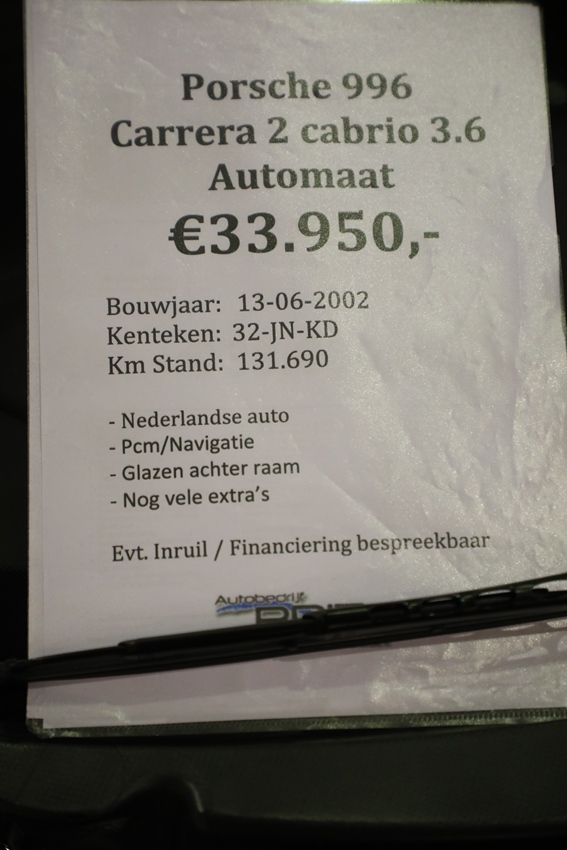 Porsche 996
Carrera 2 cabrio 3.6
Automaat
€33.950,-
Bouwjaar: 13-06-2002
Kenteken: 32-JN-KD
Km Stand: 131.690
- Nederlandse auto
- Pcm/Navigatie
- Glazen achter raam
- Nog vele extra’s
Evt. Inruil / Financiering bespreekbaar
Autobedrijf